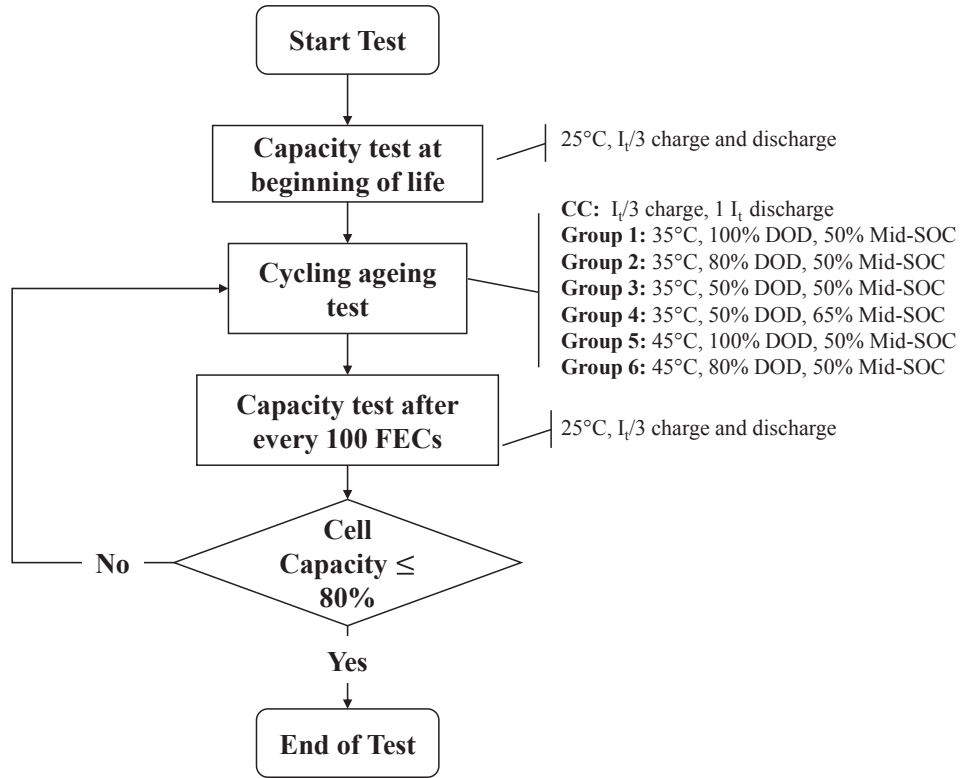 Start Test
Capacity test at
beginning of life
25°C, Iₜ/3 charge and discharge
CC: Iₜ/3 charge, 1 Iₜ discharge
Group 1: 35°C, 100% DOD, 50% Mid-SOC
Group 2: 35°C, 80% DOD, 50% Mid-SOC
Group 3: 35°C, 50% DOD, 50% Mid-SOC
Group 4: 35°C, 50% DOD, 65% Mid-SOC
Group 5: 45°C, 100% DOD, 50% Mid-SOC
Group 6: 45°C, 80% DOD, 50% Mid-SOC
Cycling ageing
test
Capacity test after
every 100 FECs
25°C, Iₜ/3 charge and discharge
Cell
Capacity ≤
80%
No
Yes
End of Test